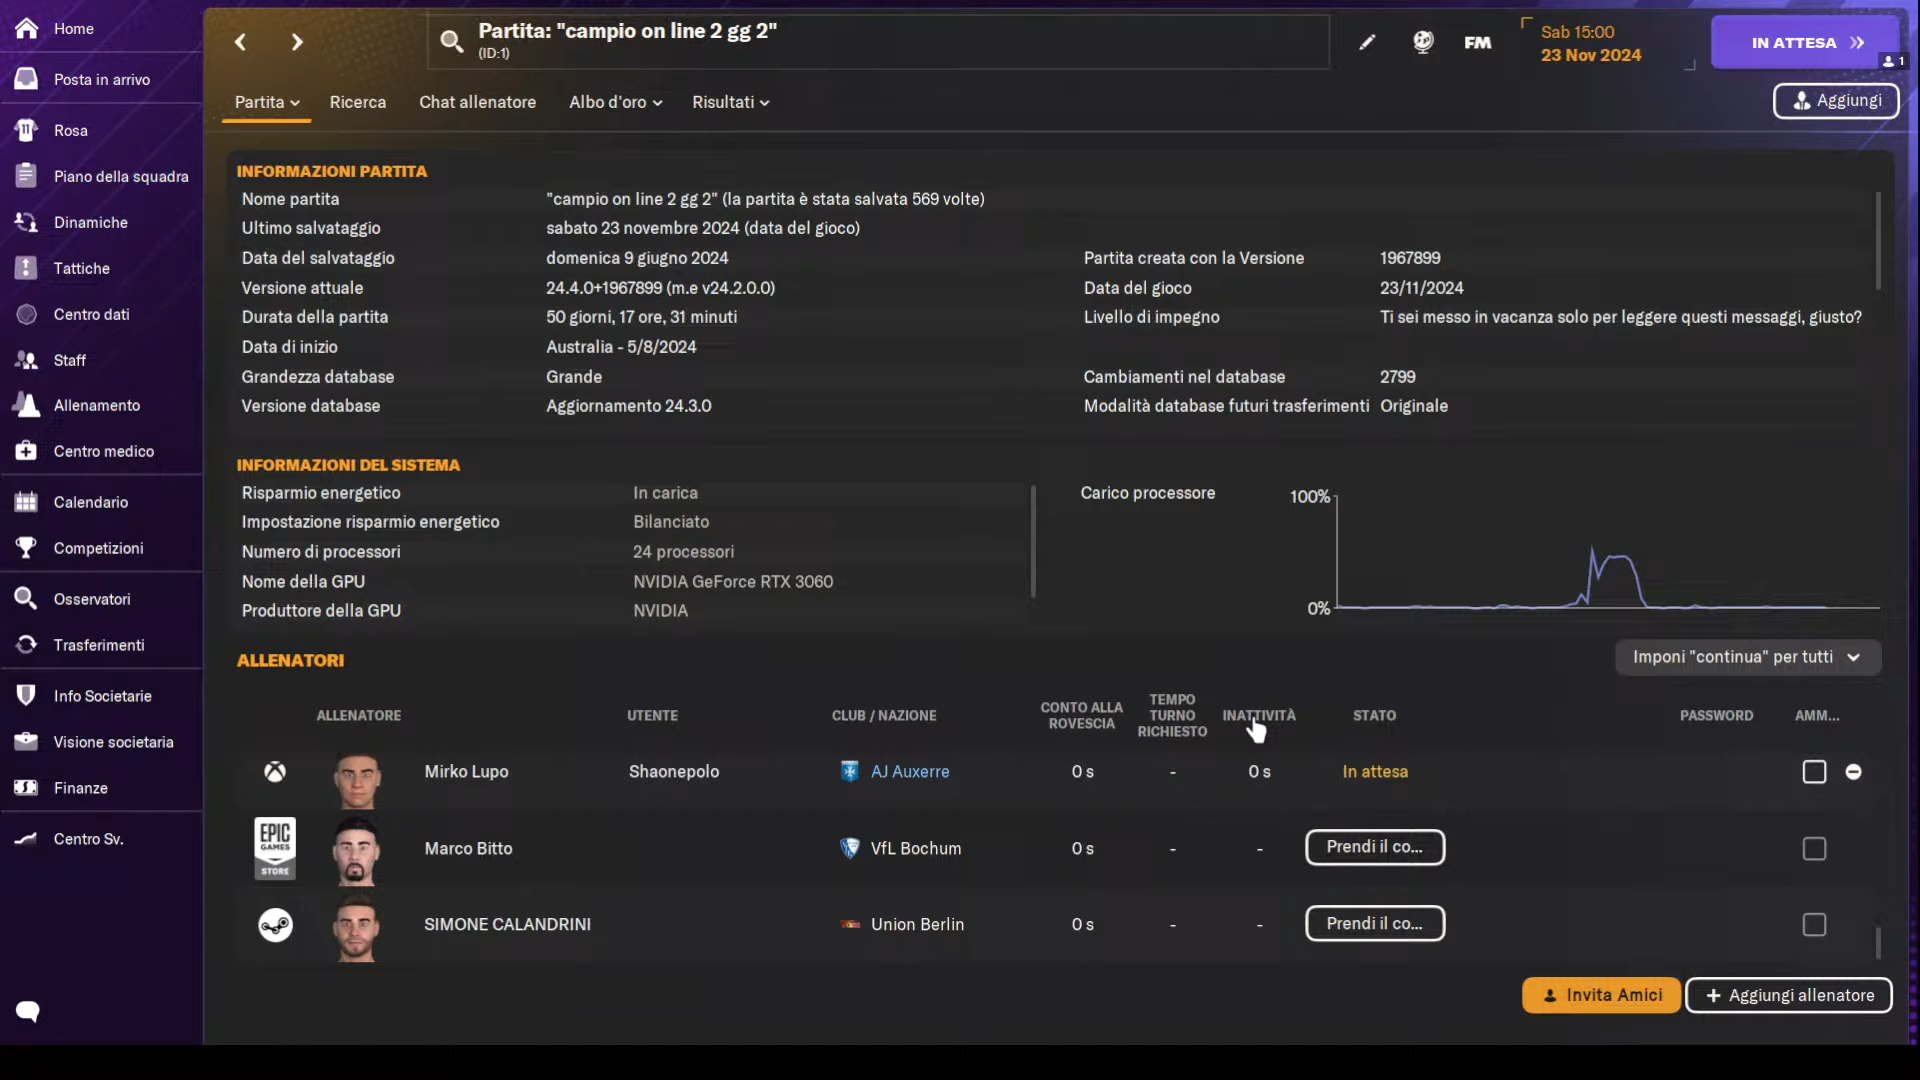 Home
Posta in arrivo
Rosa
Piano della squadra
Dinamiche
Tattiche
Centro dati
Staff
Allenamento
Centro medico
Calendario
Competizioni
Osservatori
Trasferimenti
Info Societarie
Visione societaria
Finanze
Centro Sv.
Partita: "campio on line 2 gg 2"
(ID:1)
FM
Sab 15:00
23 Nov 2024
IN ATTESA
1
Partita
Ricerca
Chat allenatore
Albo d'oro
Risultati
Aggiungi
INFORMAZIONI PARTITA
Nome partita "campio on line 2 gg 2" (la partita è stata salvata 569 volte)
Ultimo salvataggio sabato 23 novembre 2024 (data del gioco)
Data del salvataggio domenica 9 giugno 2024 Partita creata con la Versione 1967899
Versione attuale 24.4.0+1967899 (m.e v24.2.0.0) Data del gioco 23/11/2024
Durata della partita 50 giorni, 17 ore, 31 minuti Livello di impegno Ti sei messo in vacanza solo per leggere questi messaggi, giusto?
Data di inizio Australia - 5/8/2024
Grandezza database Grande Cambiamenti nel database 2799
Versione database Aggiornamento 24.3.0 Modalità database futuri trasferimenti Originale
INFORMAZIONI DEL SISTEMA
Risparmio energetico In carica
Impostazione risparmio energetico Bilanciato
Numero di processori 24 processori
Nome della GPU NVIDIA GeForce RTX 3060
Produttore della GPU NVIDIA
Carico processore
100%
0%
ALLENATORI
Imponi "continua" per tutti
ALLENATORE UTENTE CLUB / NAZIONE CONTO ALLA ROVESCIA TEMPO TURNO RICHIESTO INATTIVITÀ STATO PASSWORD AMM...
Mirko Lupo Shaonepolo AJ Auxerre 0 s - 0 s In attesa
EPIC
GAMES
STORE
Marco Bitto VfL Bochum 0 s - - Prendi il co...
SIMONE CALANDRINI Union Berlin 0 s - - Prendi il co...
Invita Amici
+ Aggiungi allenatore